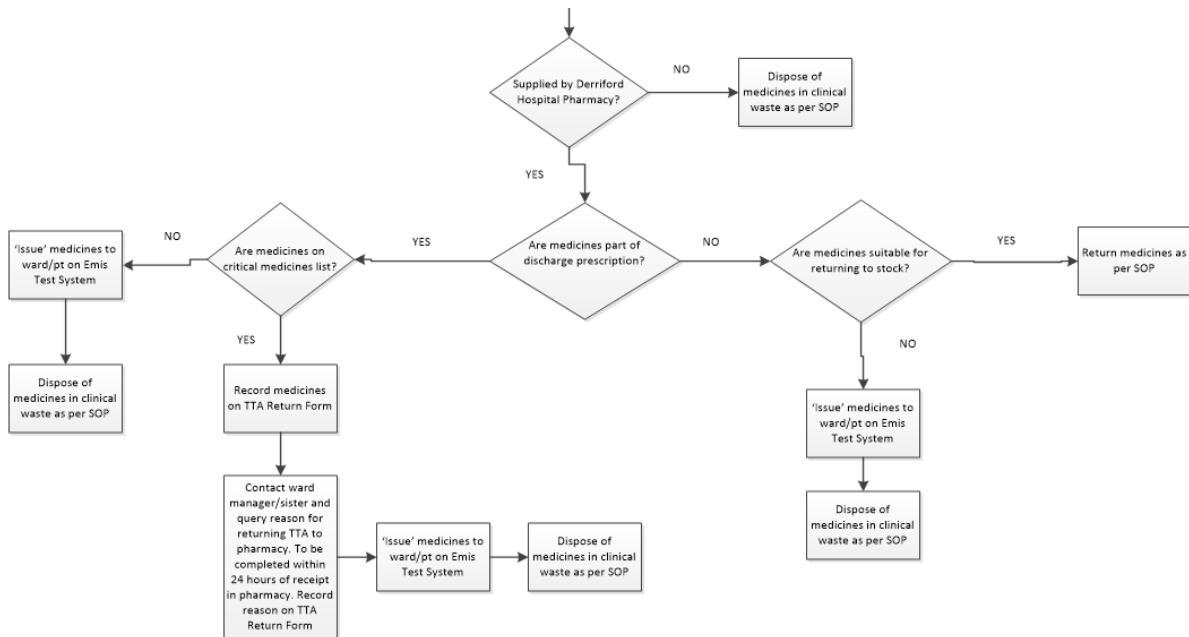 Supplied by Derriford
Hospital Pharmacy?
NO
Dispose of
medicines in clinical
waste as per SOP
YES
Are medicines part of
discharge prescription?
YES
Are medicines on
critical medicines list?
NO
‘Issue’ medicines to
ward/pt on Emis
Test System
Dispose of
medicines in clinical
waste as per SOP
YES
Record medicines
on TTA Return Form
Contact ward
manager/sister and
query reason for
returning TTA to
pharmacy. To be
completed within
24 hours of receipt
in pharmacy. Record
reason on TTA
Return Form
‘Issue’ medicines to
ward/pt on Emis
Test System
Dispose of
medicines in clinical
waste as per SOP
NO
Are medicines suitable for
returning to stock?
YES
Return medicines as
per SOP
NO
‘Issue’ medicines to
ward/pt on Emis
Test System
Dispose of
medicines in clinical
waste as per SOP